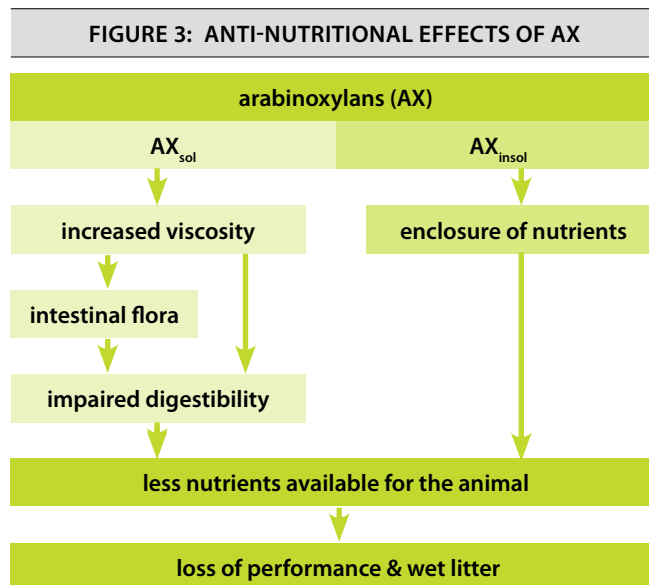 FIGURE 3: ANTI-NUTRITIONAL EFFECTS OF AX
arabinoxylans (AX)
AXsol
AXinsol
increased viscosity
enclosure of nutrients
intestinal flora
impaired digestibility
less nutrients available for the animal
loss of performance & wet litter